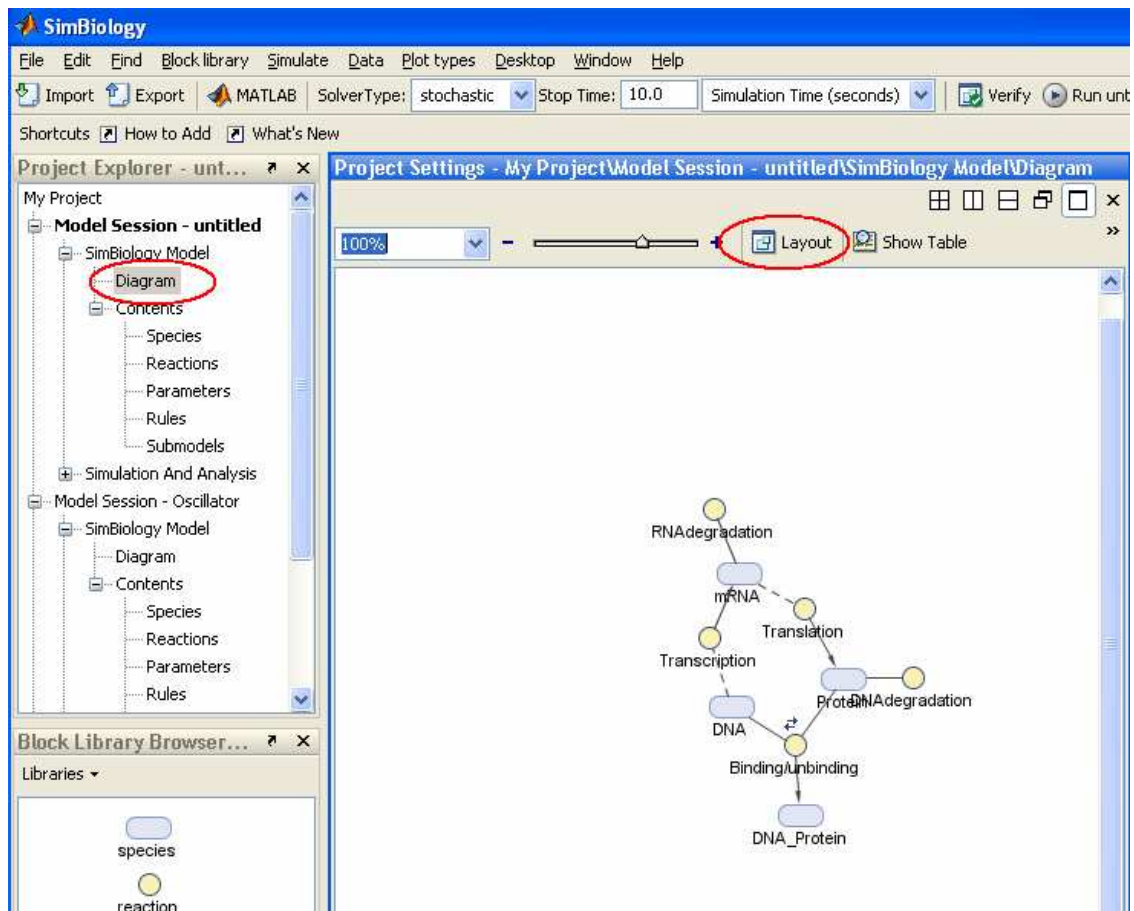 SimBiology
File Edit Find Block library Simulate Data Plot types Desktop Window Help
Import Export MATLAB SolverType: stochastic Stop Time: 10.0 Simulation Time (seconds) Verify Run unt
Shortcuts How to Add What's New
Project Explorer - unt...
My Project
Model Session - untitled
SimBiology Model
Diagram
Contents
Species
Reactions
Parameters
Rules
Submodels
Simulation And Analysis
Model Session - Oscillator
SimBiology Model
Diagram
Contents
Species
Reactions
Parameters
Rules
Block Library Browser...
Libraries
species
reaction
Project Settings - My Project\Model Session - untitled\SimBiology Model\Diagram
100% - + Layout Show Table »
RNAdegradation
mRNA
Translation
Transcription
Protein DNAdegradation
DNA
Binding/unbinding
DNA_Protein